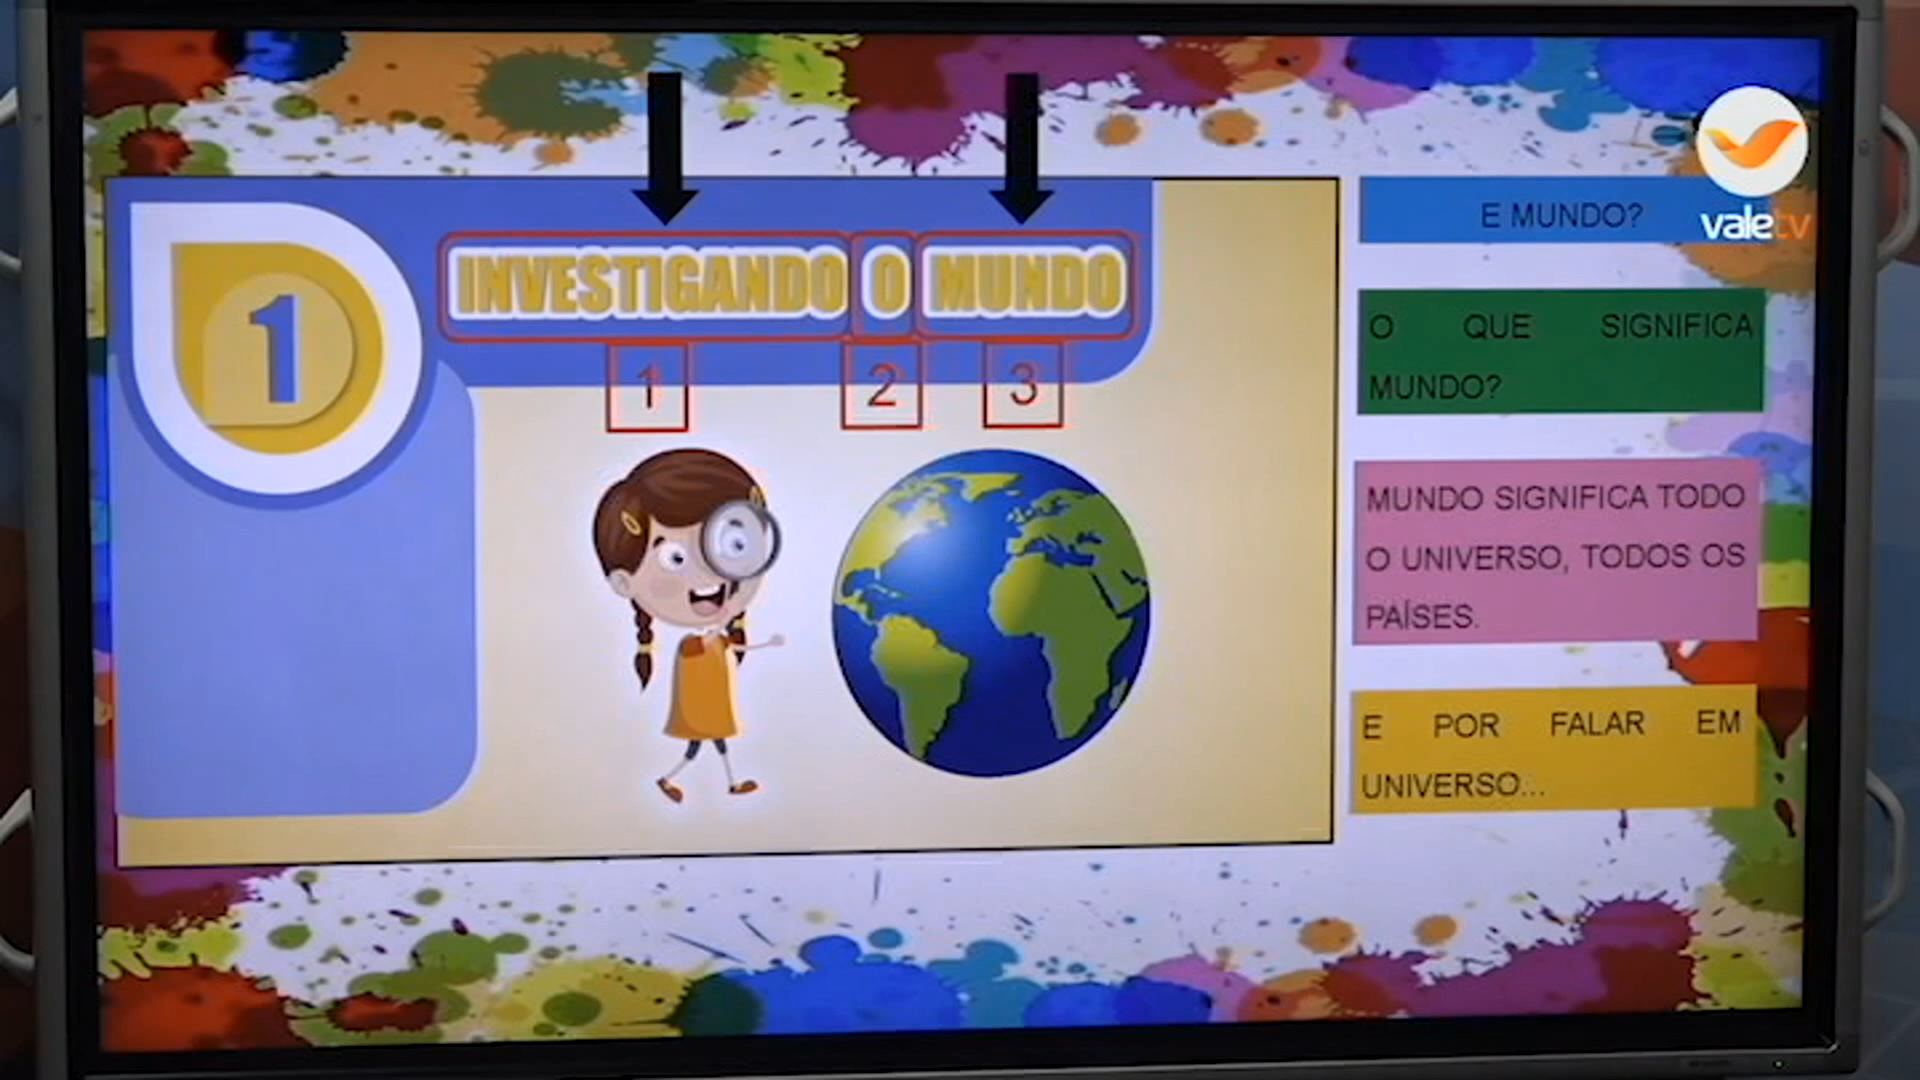 1
INVESTIGANDO O MUNDO
1 2 3
E MUNDO?
O QUE SIGNIFICA
MUNDO?
MUNDO SIGNIFICA TODO
O UNIVERSO, TODOS OS
PAÍSES.
E POR FALAR EM
UNIVERSO...
valetv